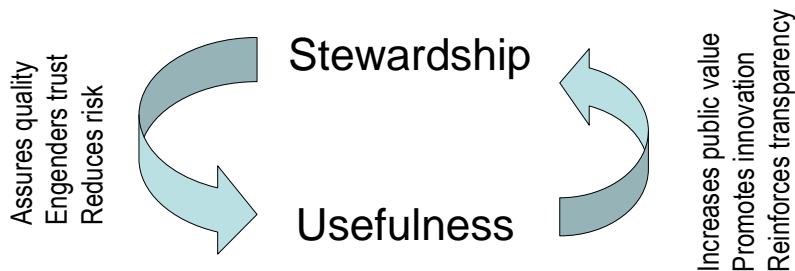 Stewardship
Assures quality
Engenders trust
Reduces risk
Usefulness
Increases public value
Promotes innovation
Reinforces transparency